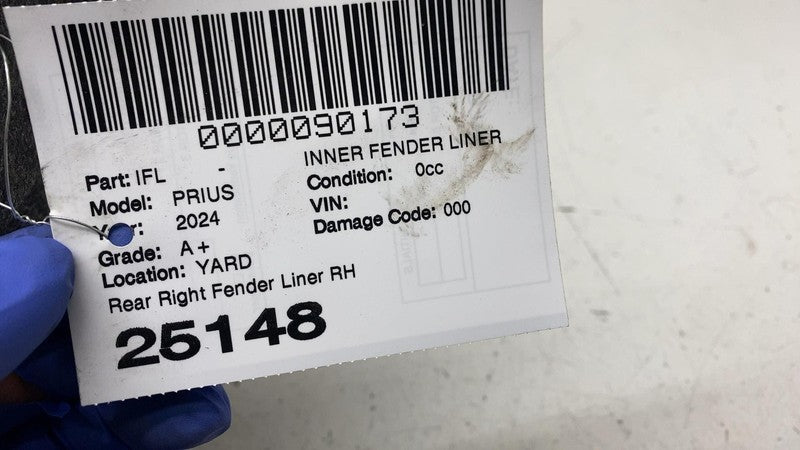 0000090173
Part: IFL - INNER FENDER LINER
Model: PRIUS Condition: 0cc
Year: 2024 VIN:
Grade: A+ Damage Code: 000
Location: YARD
Rear Right Fender Liner RH
25148